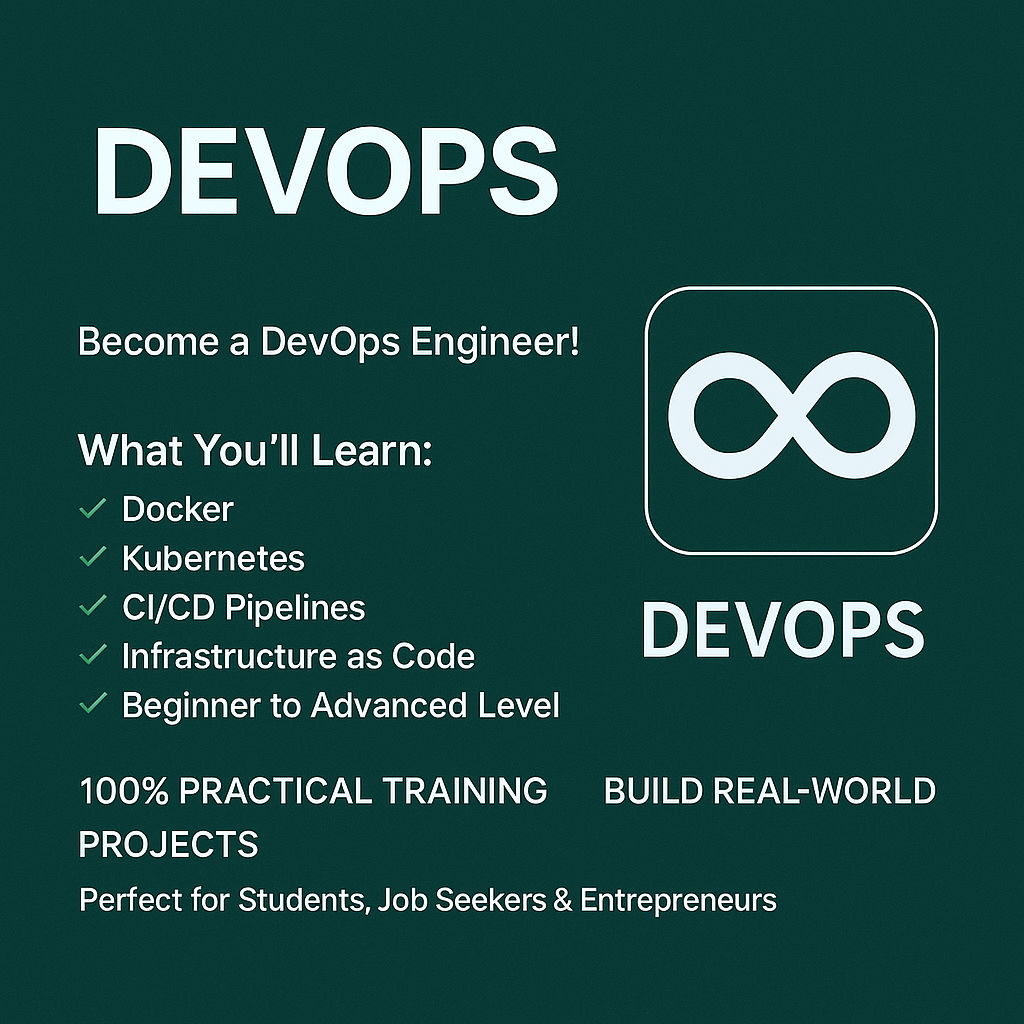 DEVOPS
Become a DevOps Engineer!
What You’ll Learn:
Docker
Kubernetes
CI/CD Pipelines
Infrastructure as Code
Beginner to Advanced Level
DEVOPS
100% PRACTICAL TRAINING BUILD REAL-WORLD
PROJECTS
Perfect for Students, Job Seekers & Entrepreneurs